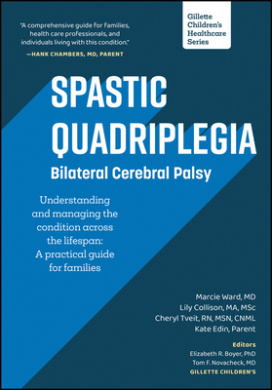 "A comprehensive guide for families,
health care professionals, and
individuals living with this condition."
—HANK CHAMBERS, MD, PARENT
Gillette
Children's
Healthcare
Series
SPASTIC
QUADRIPLEGIA
Bilateral Cerebral Palsy
Understanding
and managing the
condition across
the lifespan:
A practical guide
for families
Marcie Ward, MD
Lily Collison, MA, MSc
Cheryl Tveit, RN, MSN, CNML
Kate Edin, Parent
Editors
Elizabeth R. Boyer, PhD
Tom F. Novacheck, MD
GILLETTE CHILDREN'S